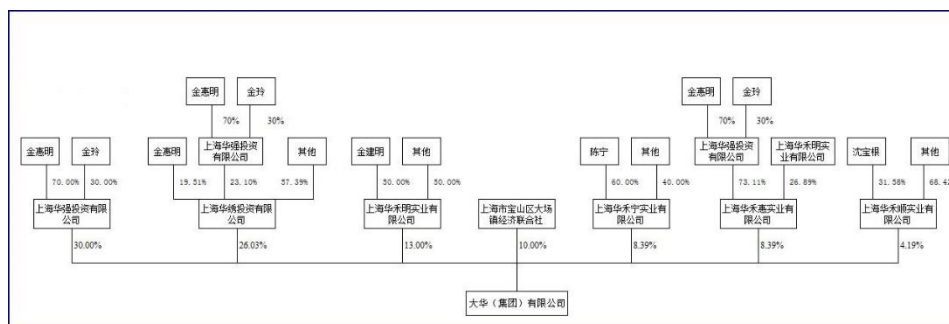 金惠明
金玲
金惠明
金玲
70%
30%
70%
30%
金惠明
金玲
金惠明
上海华强投资
有限公司
其他
金建明
其他
陈宁
其他
上海华强投资
有限公司
上海华禾明实
业有限公司
沈宝根
其他
70.00%
30.00%
19.51%
23.10%
57.39%
50.00%
50.00%
60.00%
40.00%
73.11%
26.89%
31.58%
68.42
上海华强投资有限
公司
上海华绣投资有限
公司
上海华禾明实业有
限公司
上海市宝山区大场
镇经济联合社
上海华禾宁实业有
限公司
上海华禾惠实业有
限公司
上海华禾顺实业有
限公司
30.00%
26.03%
13.00%
10.00%
8.39%
8.39%
4.19%
大华（集团）有限公司